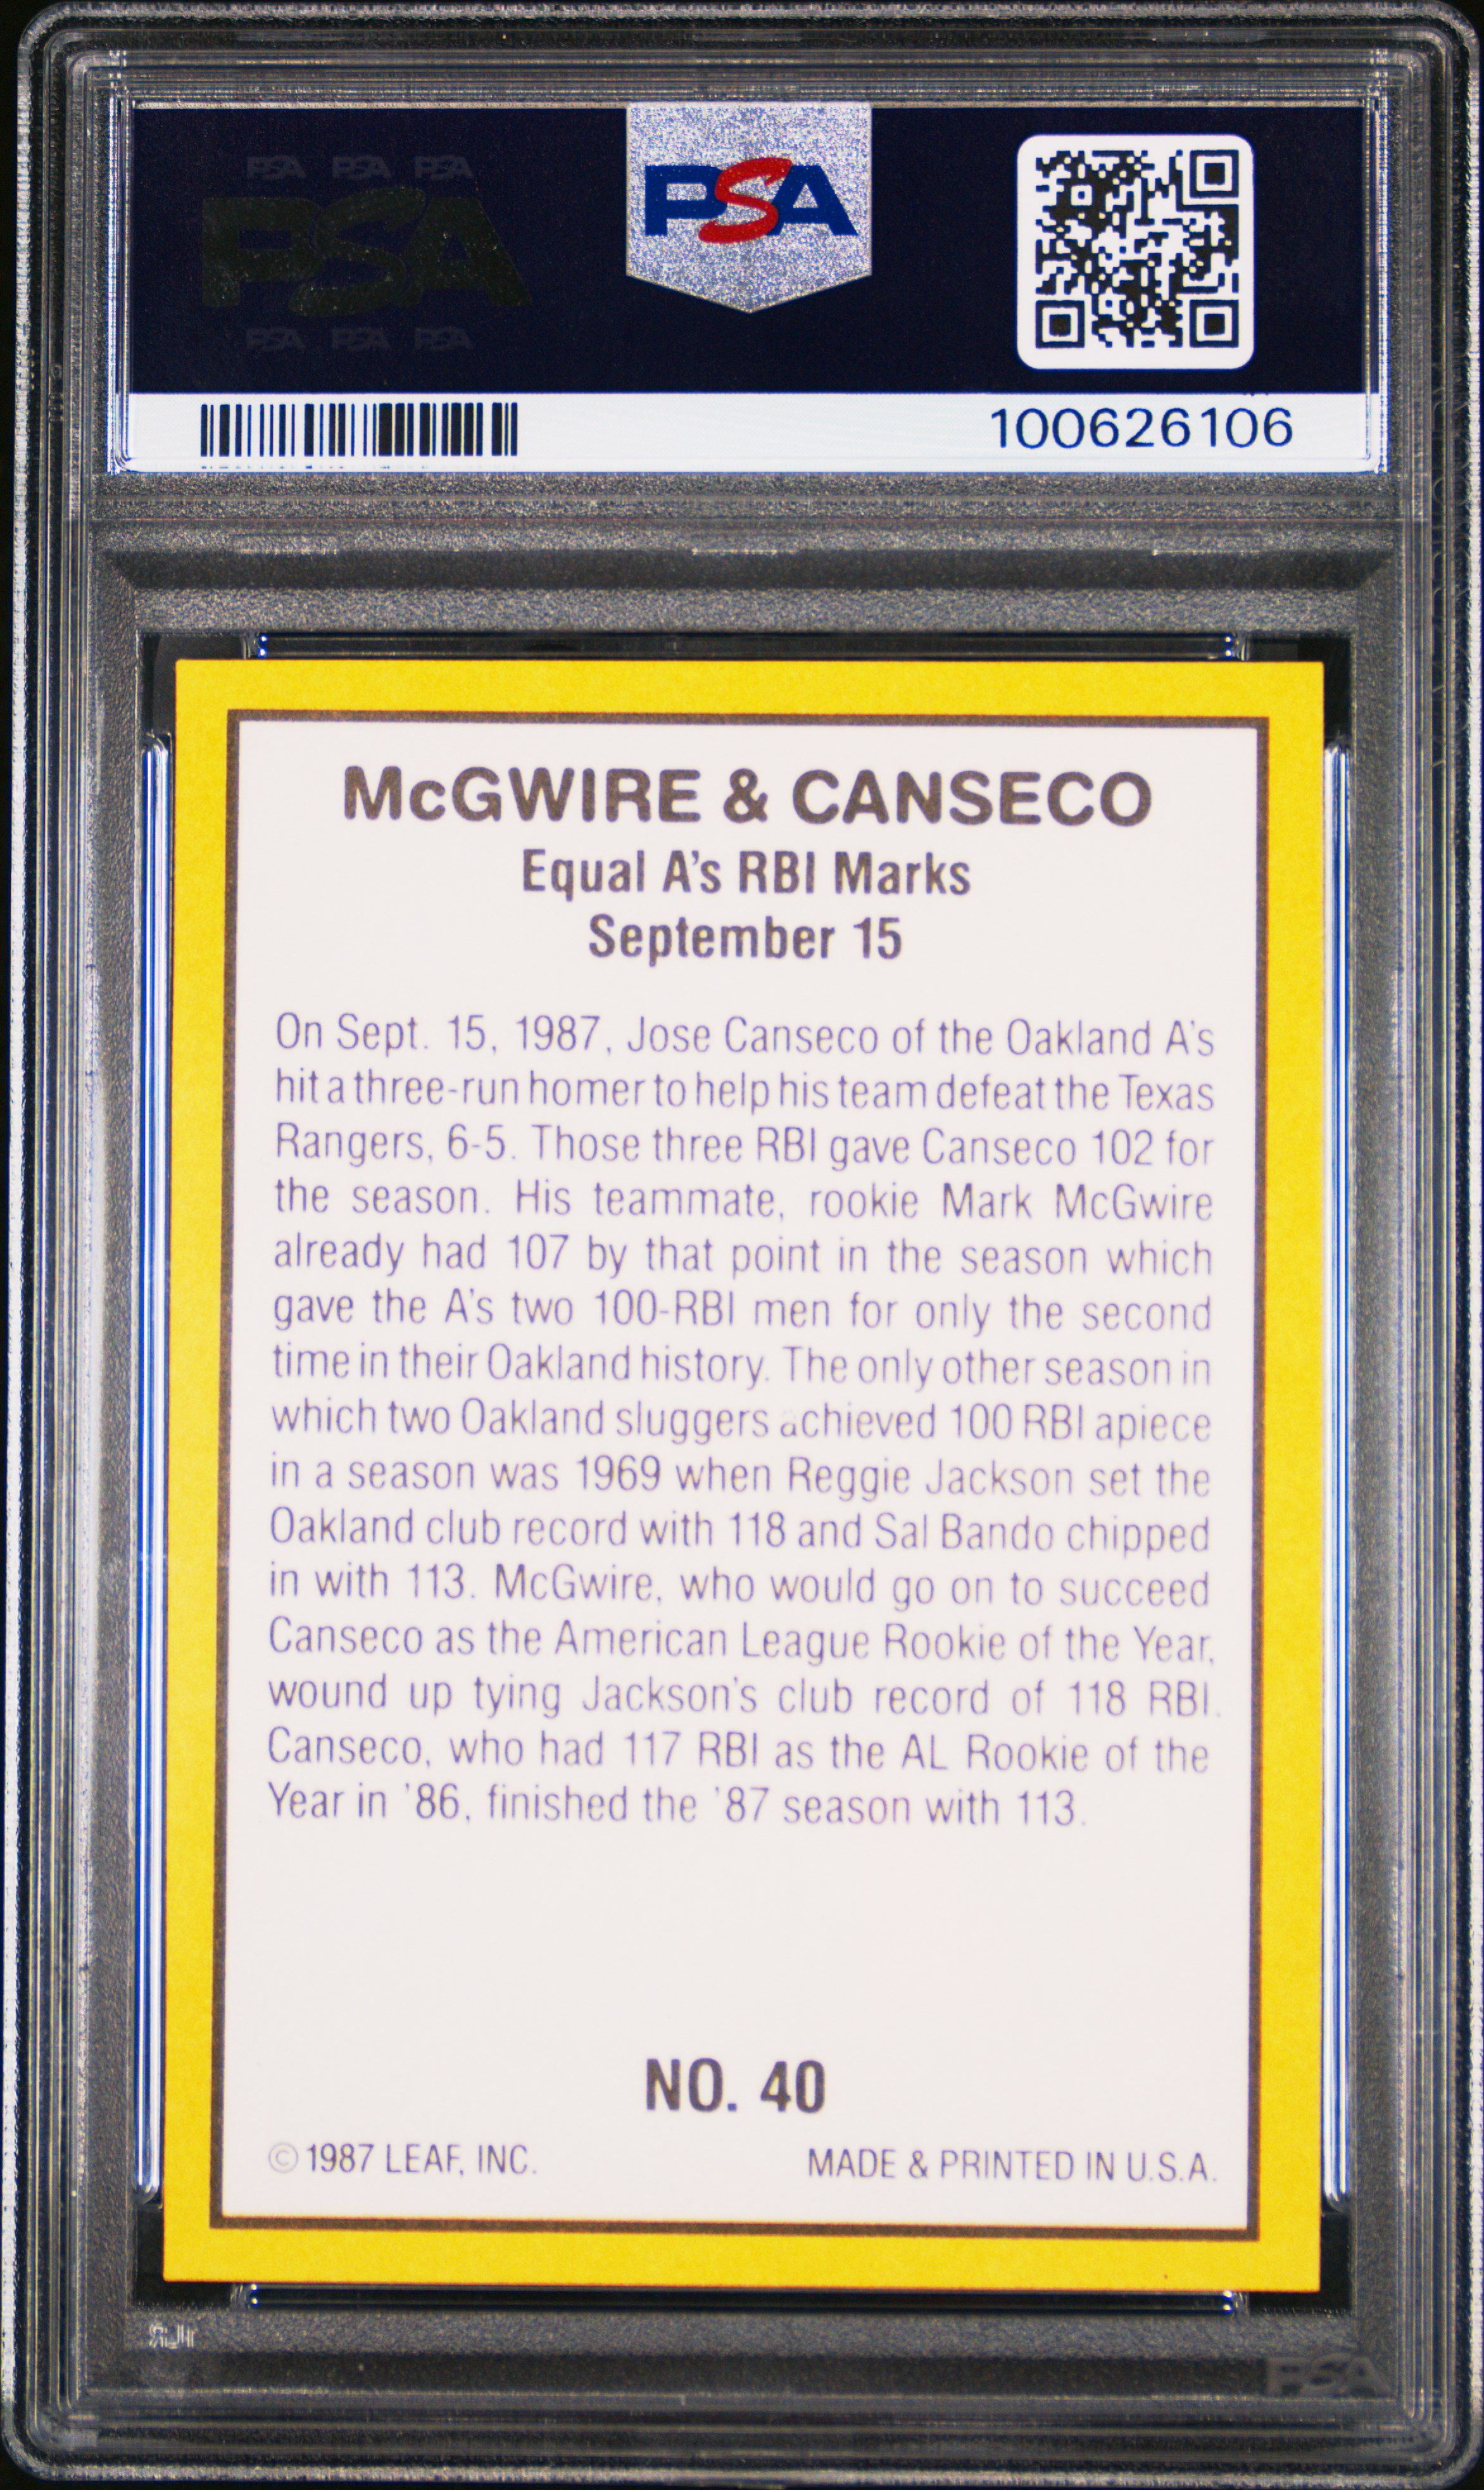 PSA PSA PSA
PSA
PSA PSA PSA
PSA
100626106
McGWIRE & CANSECO
Equal A's RBI Marks
September 15
On Sept. 15, 1987, Jose Canseco of the Oakland A's
hit a three-run homer to help his team defeat the Texas
Rangers, 6-5. Those three RBI gave Canseco 102 for
the season. His teammate, rookie Mark McGwire
already had 107 by that point in the season which
gave the A's two 100-RBI men for only the second
time in their Oakland history. The only other season in
which two Oakland sluggers achieved 100 RBI apiece
in a season was 1969 when Reggie Jackson set the
Oakland club record with 118 and Sal Bando chipped
in with 113. McGwire, who would go on to succeed
Canseco as the American League Rookie of the Year,
wound up tying Jackson's club record of 118 RBI.
Canseco, who had 117 RBI as the AL Rookie of the
Year in '86, finished the '87 season with 113.
NO. 40
© 1987 LEAF, INC. MADE & PRINTED IN U.S.A.
PSA